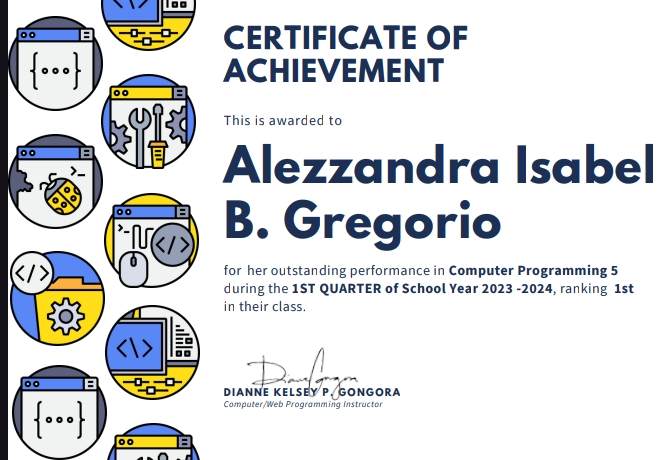 CERTIFICATE OF
ACHIEVEMENT
This is awarded to
Alezzandra Isabel
B. Gregorio
for her outstanding performance in Computer Programming 5
during the 1ST QUARTER of School Year 2023 -2024, ranking 1st
in their class.
DIANNE KELSEY P. GONGORA
Computer/Web Programming Instructor